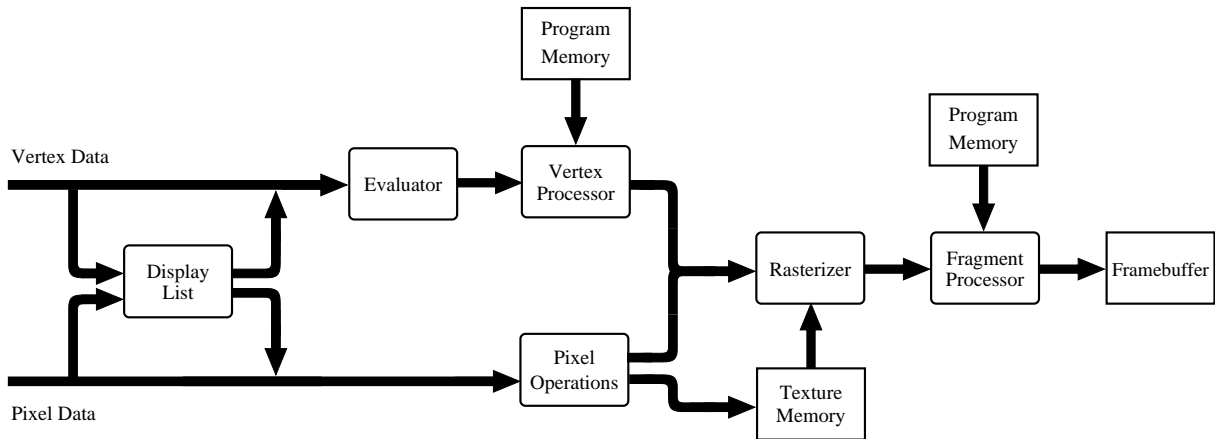 Program
Memory
Program
Memory
Vertex Data
Evaluator
Vertex
Processor
Display
List
Rasterizer
Fragment
Processor
Framebuffer
Pixel
Operations
Texture
Memory
Pixel Data